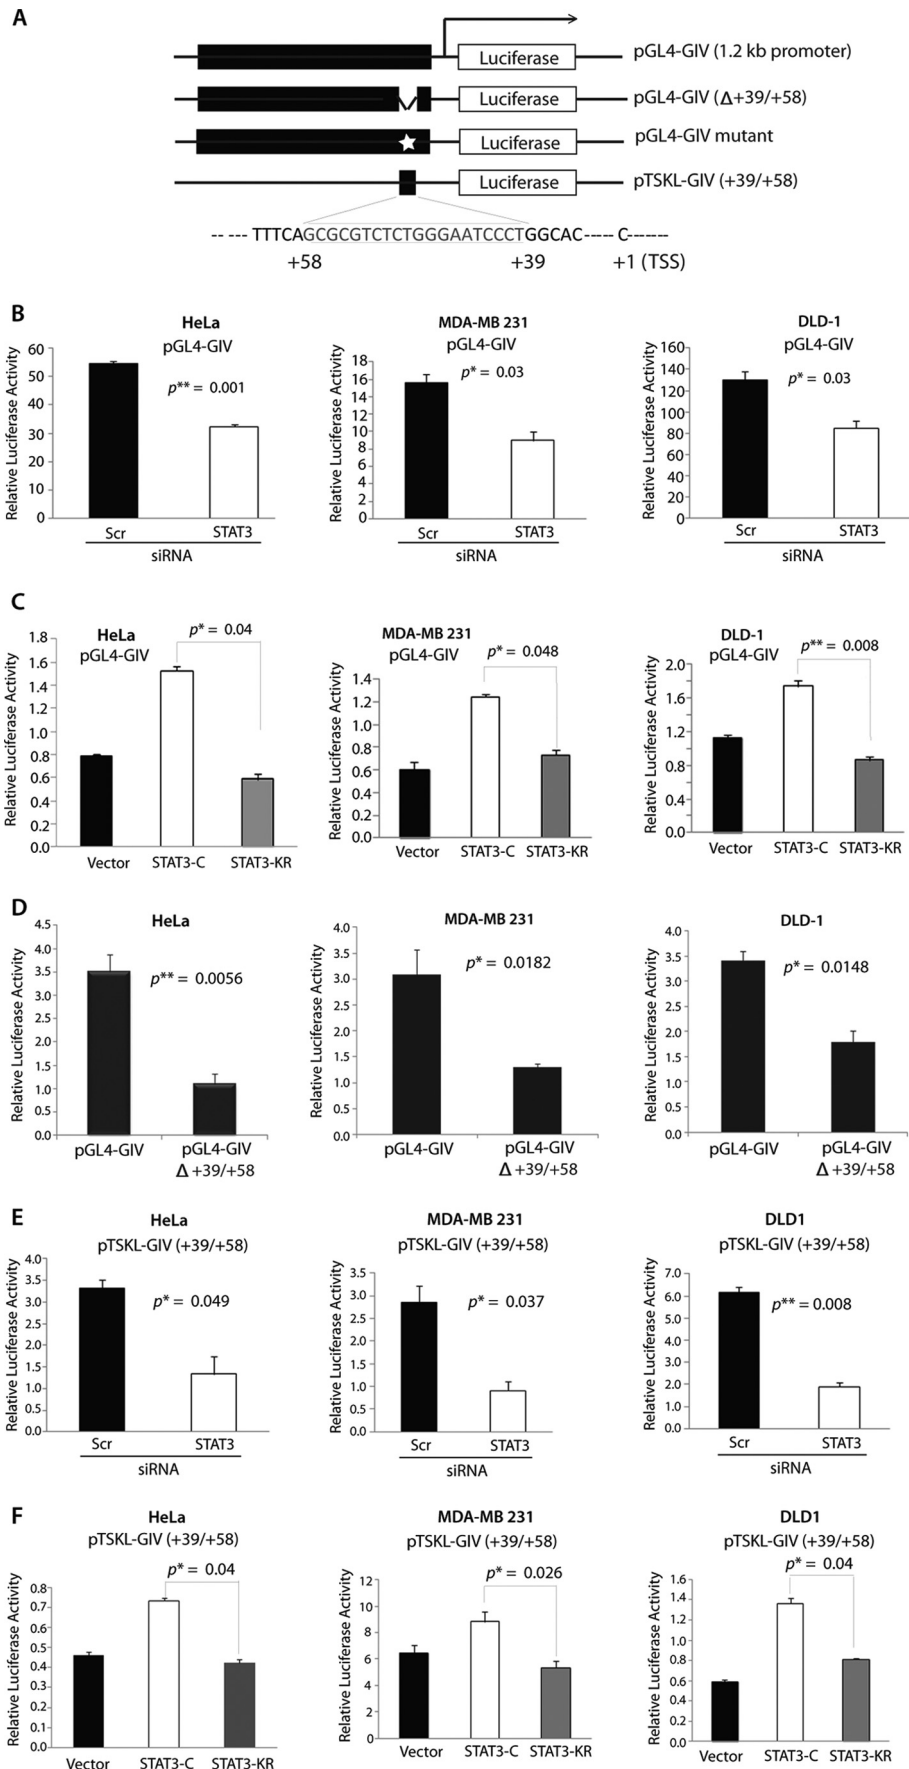 A
Luciferase
pGL4-GIV (1.2 kb promoter)
Luciferase
pGL4-GIV (Δ+39/+58)
Luciferase
pGL4-GIV mutant
Luciferase
pTSKL-GIV (+39/+58)
-- --- TTTCAGCGCGTCTCTGGGAATCCCTGGCAC----- C-------
+58 +39 +1 (TSS)
B
HeLa
pGL4-GIV
p** = 0.001
Relative Luciferase Activity
60
50
40
30
20
10
0
Scr STAT3
siRNA
MDA-MB 231
pGL4-GIV
p* = 0.03
Relative Luciferase Activity
18
16
14
12
10
8
6
4
2
0
Scr STAT3
siRNA
DLD-1
pGL4-GIV
p* = 0.03
Relative Luciferase Activity
160
140
130
100
80
60
40
20
0
Scr STAT3
siRNA
C
HeLa
pGL4-GIV
p* = 0.04
Relative Luciferase Activity
1.8
1.6
1.4
1.2
1.0
0.8
0.6
0.4
0.2
0.0
Vector STAT3-C STAT3-KR
MDA-MB 231
pGL4-GIV
p* = 0.048
Relative Luciferase Activity
1.4
1.2
1.0
0.8
0.6
0.4
0.2
0.0
Vector STAT3-C STAT3-KR
DLD-1
pGL4-GIV
p** = 0.008
Relative Luciferase Activity
2.0
1.6
1.2
0.8
0.4
0.0
Vector STAT3-C STAT3-KR
D
HeLa
p** = 0.0056
Relative Luciferase Activity
4.5
4.0
3.5
3.0
2.5
2.0
1.5
1.0
0.5
0.0
pGL4-GIV pGL4-GIV
Δ +39/+58
MDA-MB 231
p* = 0.0182
Relative Luciferase Activity
4.0
3.5
3.0
2.5
2.0
1.5
1.0
0.5
0.0
pGL4-GIV pGL4-GIV
Δ +39/+58
DLD-1
p* = 0.0148
Relative Luciferase Activity
4.0
3.5
3.0
2.5
2.0
1.5
1.0
0.5
0.0
pGL4-GIV pGL4-GIV
Δ +39/+58
E
HeLa
pTSKL-GIV (+39/+58)
p* = 0.049
Relative Luciferase Activity
4.0
3.5
3.0
2.5
2.0
1.5
1.0
0.5
0.0
Scr STAT3
siRNA
MDA-MB 231
pTSKL-GIV (+39/+58)
p* = 0.037
Relative Luciferase Activity
3.5
3.0
2.5
2.0
1.5
1.0
0.5
0.0
Scr STAT3
siRNA
DLD1
pTSKL-GIV (+39/+58)
p** = 0.008
Relative Luciferase Activity
7.0
6.0
5.0
4.0
3.0
2.0
1.0
0.0
Scr STAT3
siRNA
F
HeLa
pTSKL-GIV (+39/+58)
p* = 0.04
Relative Luciferase Activity
0.8
0.7
0.6
0.5
0.4
0.3
0.2
0.1
0.0
Vector STAT3-C STAT3-KR
MDA-MB 231
pTSKL-GIV (+39/+58)
p* = 0.026
Relative Luciferase Activity
12
10
8
6
4
2
0
Vector STAT3-C STAT3-KR
DLD1
pTSKL-GIV (+39/+58)
p* = 0.04
Relative Luciferase Activity
1.6
1.4
1.2
1.0
0.8
0.6
0.4
0.2
0.0
Vector STAT3-C STAT3-KR